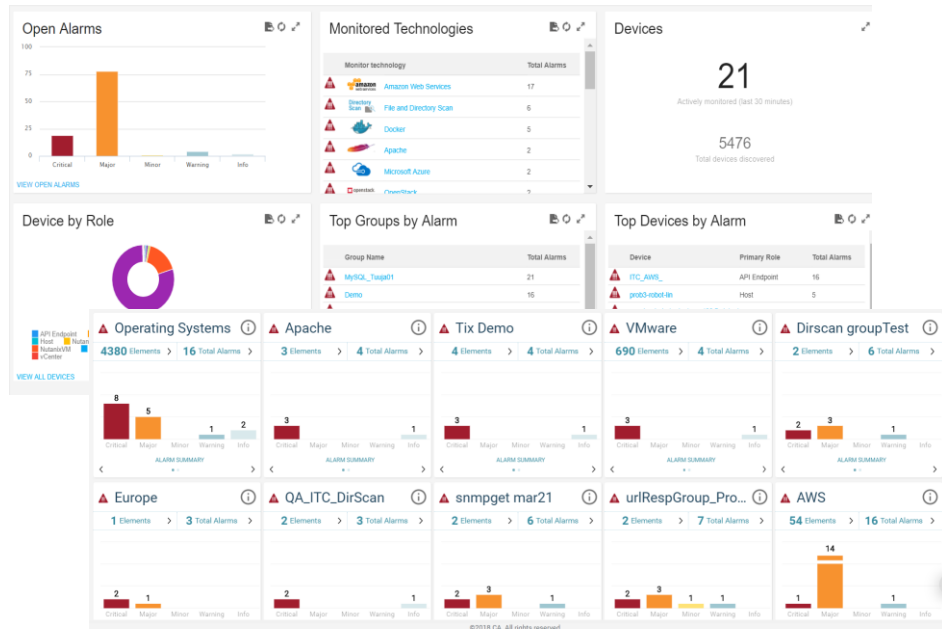 Open Alarms
100
75
50
25
0
Critical Major Minor Warning Info
VIEW OPEN ALARMS
Monitored Technologies
Monitor technology Total Alarms
amazon
webservices
Amazon Web Services 17
Directory
Scan
File and Directory Scan 6
Docker 5
Apache 2
Microsoft Azure 2
openstack OpenStack 2
Devices
21
Actively monitored (last 30 minutes)
5476
Total devices discovered
Device by Role
API Endpoint
Host Nutan
NutanixVM
vCenter
VIEW ALL DEVICES
Top Groups by Alarm
Group Name Total Alarms
MySQL_Tuuja01 21
Demo 16
Top Devices by Alarm
Device Primary Role Total Alarms
ITC_AWS_ API Endpoint 16
prob3-robot-lin Host 5
Operating Systems
4380 Elements > 16 Total Alarms >
8
5
1
2
Critical Major Minor Warning Info
ALARM SUMMARY
Apache
3 Elements > 4 Total Alarms >
3
1
Critical Major Minor Warning Info
ALARM SUMMARY
Tix Demo
4 Elements > 4 Total Alarms >
3
1
Critical Major Minor Warning Info
ALARM SUMMARY
VMware
690 Elements > 4 Total Alarms >
3
1
Critical Major Minor Warning Info
ALARM SUMMARY
Dirscan groupTest
2 Elements > 6 Total Alarms >
2
3
1
Critical Major Minor Warning Info
ALARM SUMMARY
Europe
1 Elements > 3 Total Alarms >
2
1
Critical Major Minor Warning Info
QA_ITC_DirScan
2 Elements > 3 Total Alarms >
2
1
Critical Major Minor Warning Info
snmpget mar21
2 Elements > 6 Total Alarms >
2
3
1
Critical Major Minor Warning Info
urlRespGroup_Pro...
2 Elements > 7 Total Alarms >
2
3
1
1
Critical Major Minor Warning Info
AWS
54 Elements > 16 Total Alarms >
1
14
1
Critical Major Minor Warning Info
©2018 CA. All rights reserved